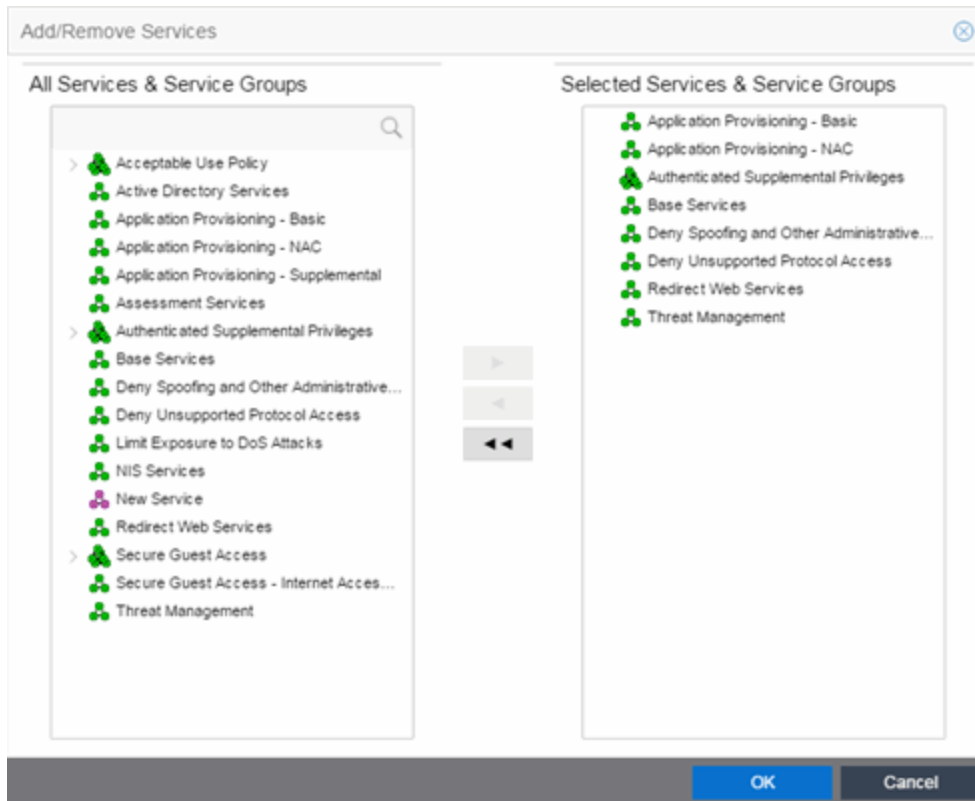 Add/Remove Services
All Services & Service Groups
Acceptable Use Policy
Active Directory Services
Application Provisioning - Basic
Application Provisioning - NAC
Application Provisioning - Supplemental
Assessment Services
Authenticated Supplemental Privileges
Base Services
Deny Spoofing and Other Administrative...
Deny Unsupported Protocol Access
Limit Exposure to DoS Attacks
NIS Services
New Service
Redirect Web Services
Secure Guest Access
Secure Guest Access - Internet Acces...
Threat Management
Selected Services & Service Groups
Application Provisioning - Basic
Application Provisioning - NAC
Authenticated Supplemental Privileges
Base Services
Deny Spoofing and Other Administrative...
Deny Unsupported Protocol Access
Redirect Web Services
Threat Management
OK
Cancel